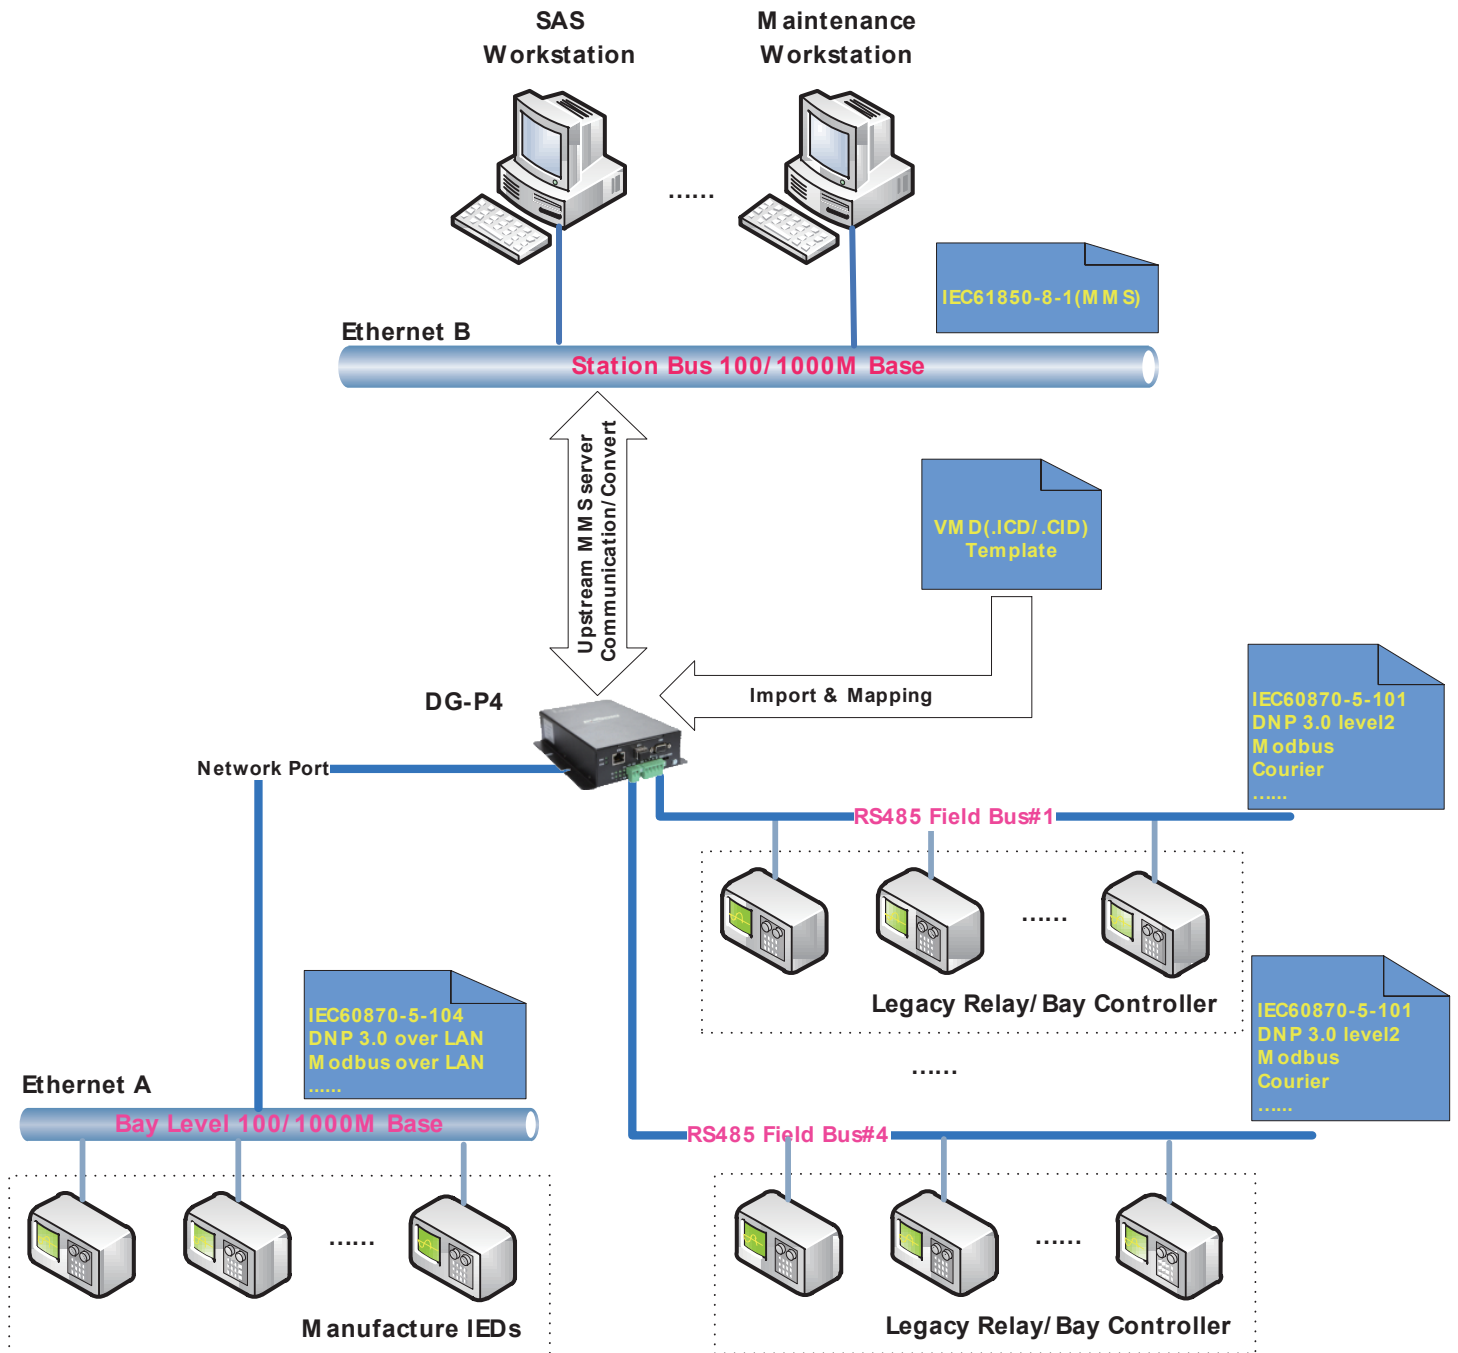 SAS
Workstation
Maintenance
Workstation
......
IEC61850-8-1(MMS)
Ethernet B
Station Bus 100/1000M Base
Upstream MMS server
Communication/Convert
VMD(.ICD/.CID)
Template
Import & Mapping
DG-P4
Network Port
IEC60870-5-101
DNP 3.0 level2
Modbus
Courier
......
RS485 Field Bus#1
......
Legacy Relay/Bay Controller
......
IEC60870-5-104
DNP 3.0 over LAN
Modbus over LAN
......
IEC60870-5-101
DNP 3.0 level2
Modbus
Courier
......
Ethernet A
Bay Level 100/1000M Base
RS485 Field Bus#4
......
Manufacture IEDs
......
Legacy Relay/Bay Controller